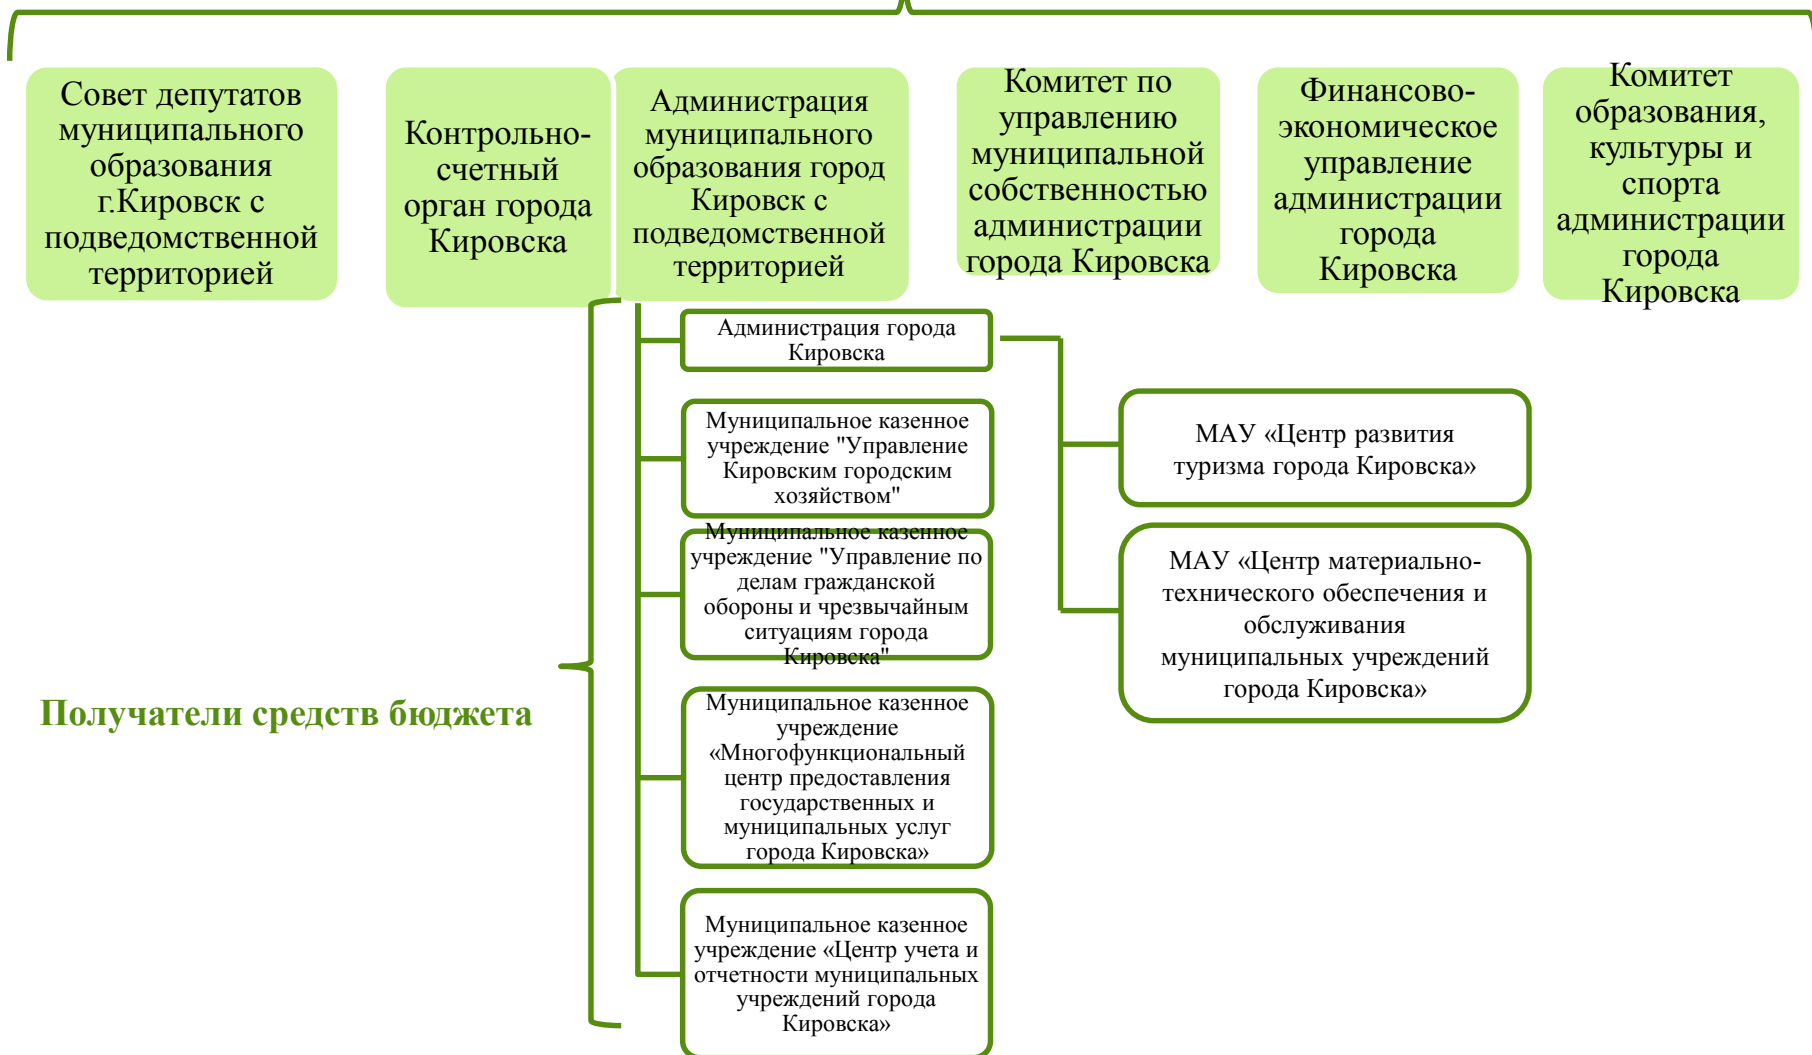 Совет депутатов
муниципального
образования
г.Кировск с
подведомственной
территорией
Контрольно-
счетный
орган города
Кировска
Администрация
муниципального
образования город
Кировск с
подведомственной
территорией
Комитет по
управлению
муниципальной
собственностью
администрации
города Кировска
Финансово-
экономическое
управление
администрации
города
Кировска
Комитет
образования,
культуры и
спорта
администрации
города
Кировска
Администрация города
Кировска
Муниципальное казенное
учреждение "Управление
Кировским городским
хозяйством"
Муниципальное казенное
учреждение "Управление по
делам гражданской
обороны и чрезвычайным
ситуациям города
Кировска"
Муниципальное казенное
учреждение
«Многофункциональный
центр предоставления
государственных и
муниципальных услуг
города Кировска»
Муниципальное казенное
учреждение «Центр учета и
отчетности муниципальных
учреждений города
Кировска»
МАУ «Центр развития
туризма города Кировска»
МАУ «Центр материально-
технического обеспечения и
обслуживания
муниципальных учреждений
города Кировска»
Получатели средств бюджета